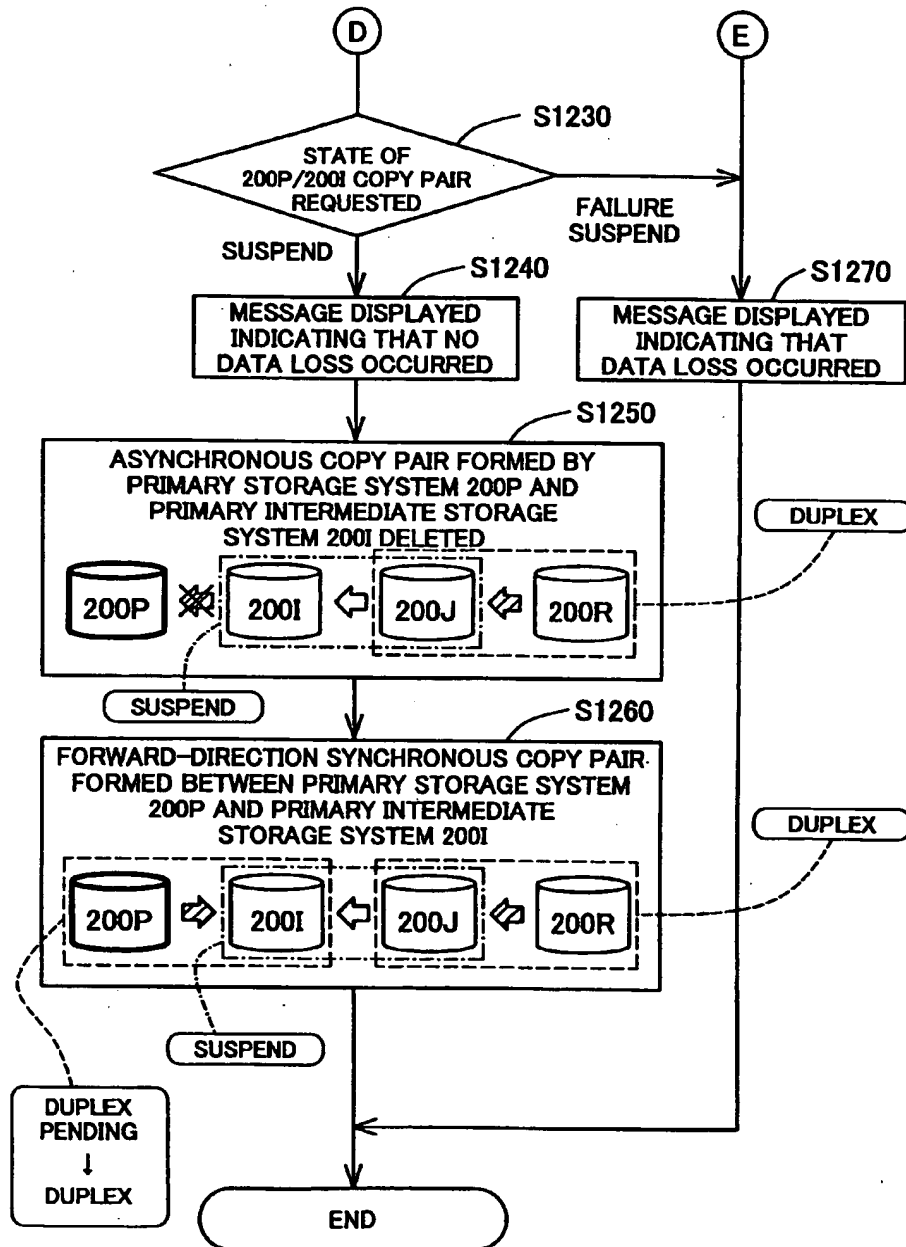 D
E
S1230
STATE OF
200P/200I COPY PAIR
REQUESTED
FAILURE
SUSPEND
SUSPEND
S1240
S1270
MESSAGE DISPLAYED
INDICATING THAT NO
DATA LOSS OCCURRED
MESSAGE DISPLAYED
INDICATING THAT
DATA LOSS OCCURRED
S1250
ASYNCHRONOUS COPY PAIR FORMED BY
PRIMARY STORAGE SYSTEM 200P AND
PRIMARY INTERMEDIATE STORAGE
SYSTEM 200I DELETED
DUPLEX
200P
200I
200J
200R
SUSPEND
S1260
FORWARD-DIRECTION SYNCHRONOUS COPY PAIR
FORMED BETWEEN PRIMARY STORAGE SYSTEM
200P AND PRIMARY INTERMEDIATE
STORAGE SYSTEM 200I
DUPLEX
200P
200I
200J
200R
SUSPEND
DUPLEX
PENDING
↓
DUPLEX
END